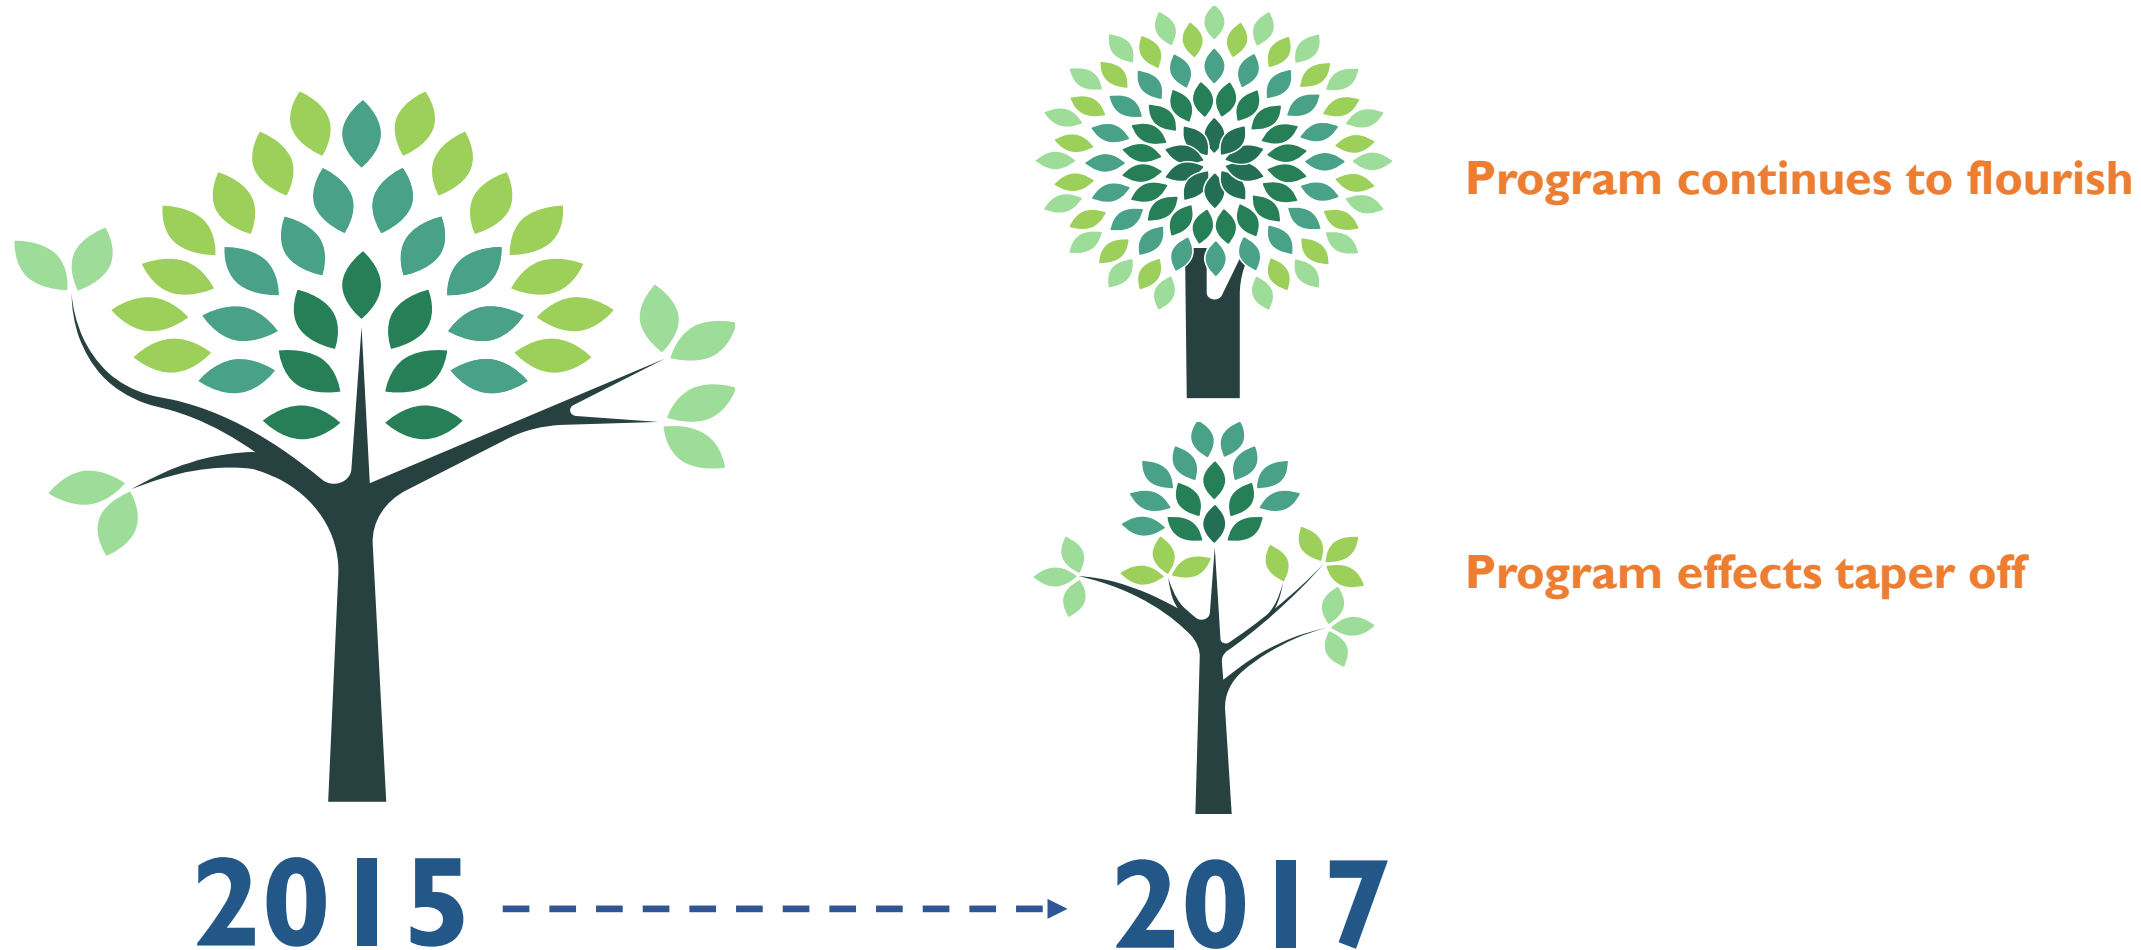 Program continues to flourish
Program effects taper off
2015
2017